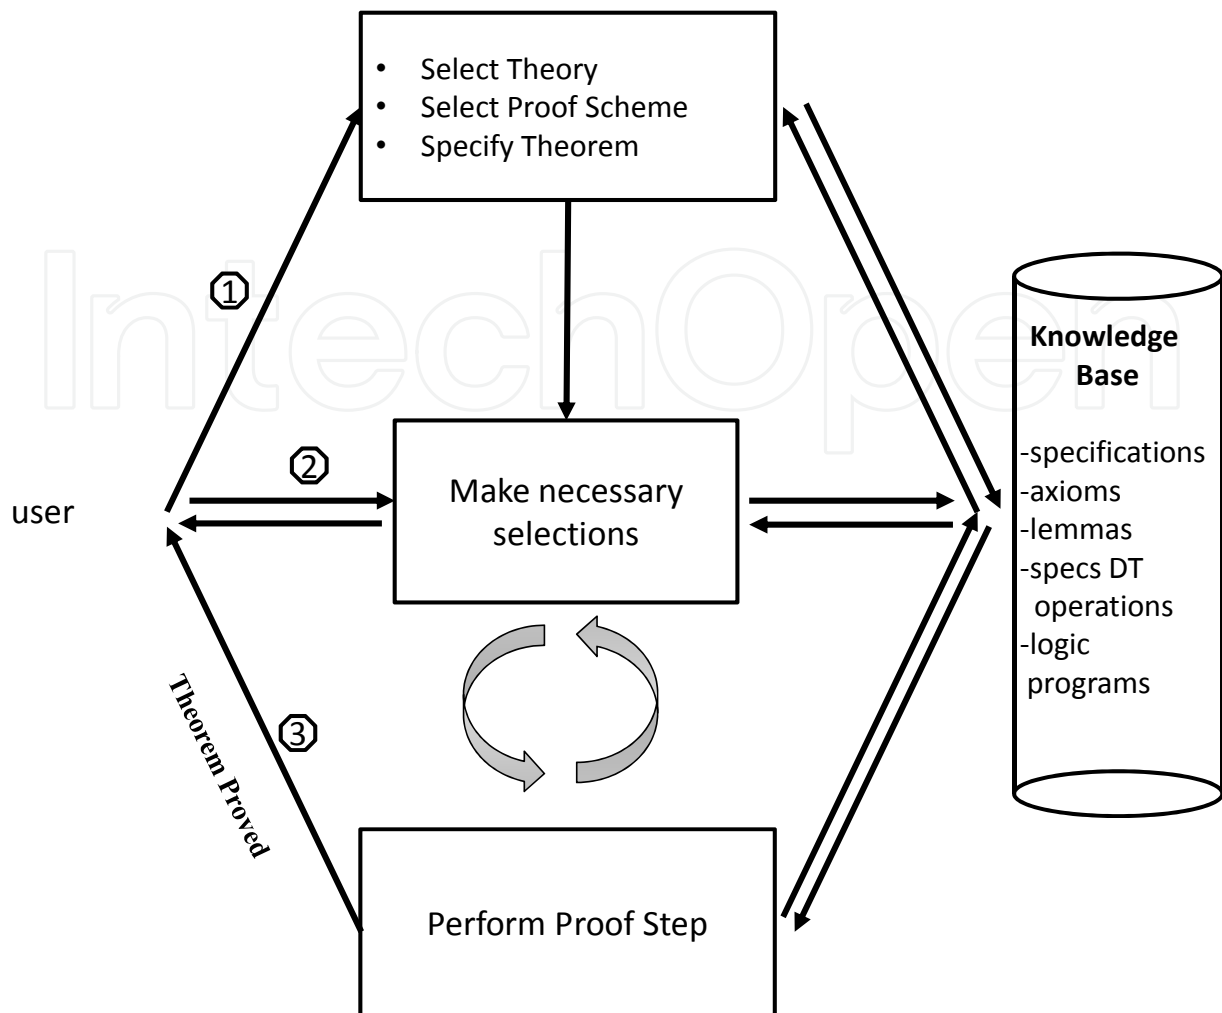 • Select Theory
• Select Proof Scheme
• Specify Theorem
1
IntechOpen
Knowledge
Base
-specifications
-axioms
-lemmas
-specs DT
operations
-logic
programs
2
user
Make necessary
selections
3
Theorem Proved
Perform Proof Step